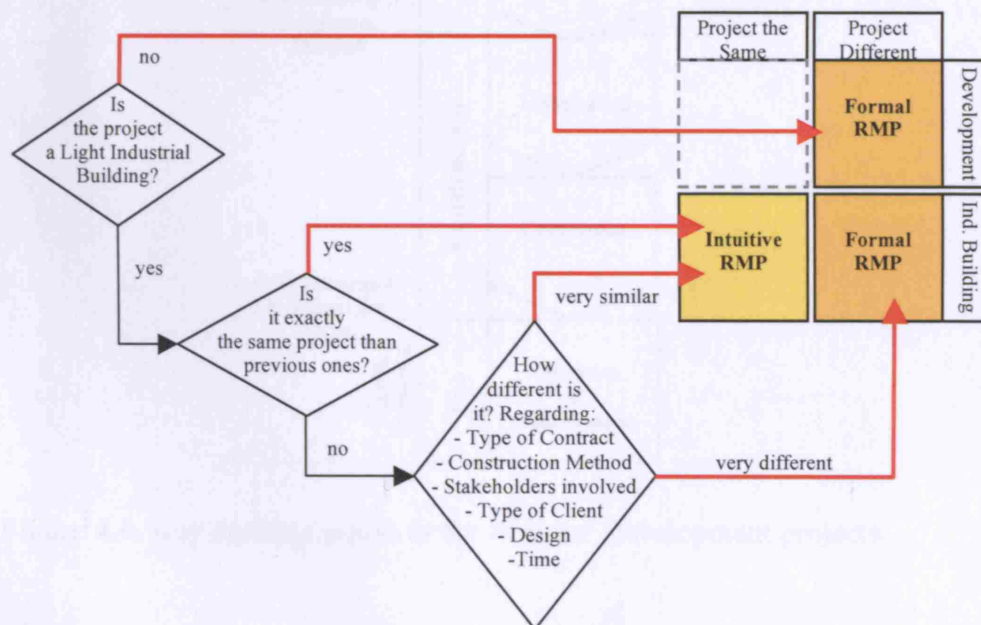 no
Is
the project
a Light Industrial
Building?
yes
yes
Is
it exactly
the same project than
previous ones?
no
very similar
How
different is
it? Regarding:
- Type of Contract
- Construction Method
- Stakeholders involved
- Type of Client
- Design
-Time
very different
Project the
Same
Project
Different
Formal
RMP
Development
Intuitive
RMP
Formal
RMP
Ind. Building